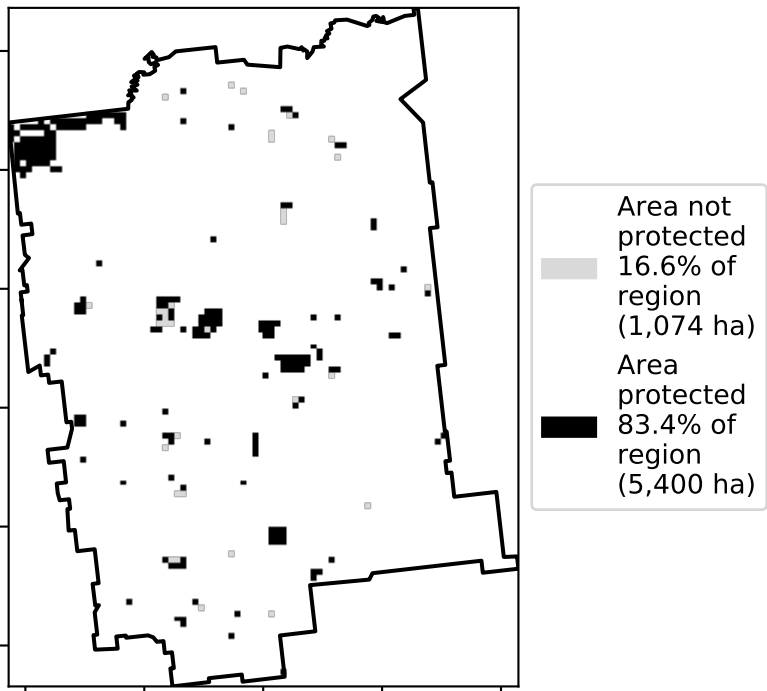 Area not
protected
16.6% of
region
(1,074 ha)
Area
protected
83.4% of
region
(5,400 ha)